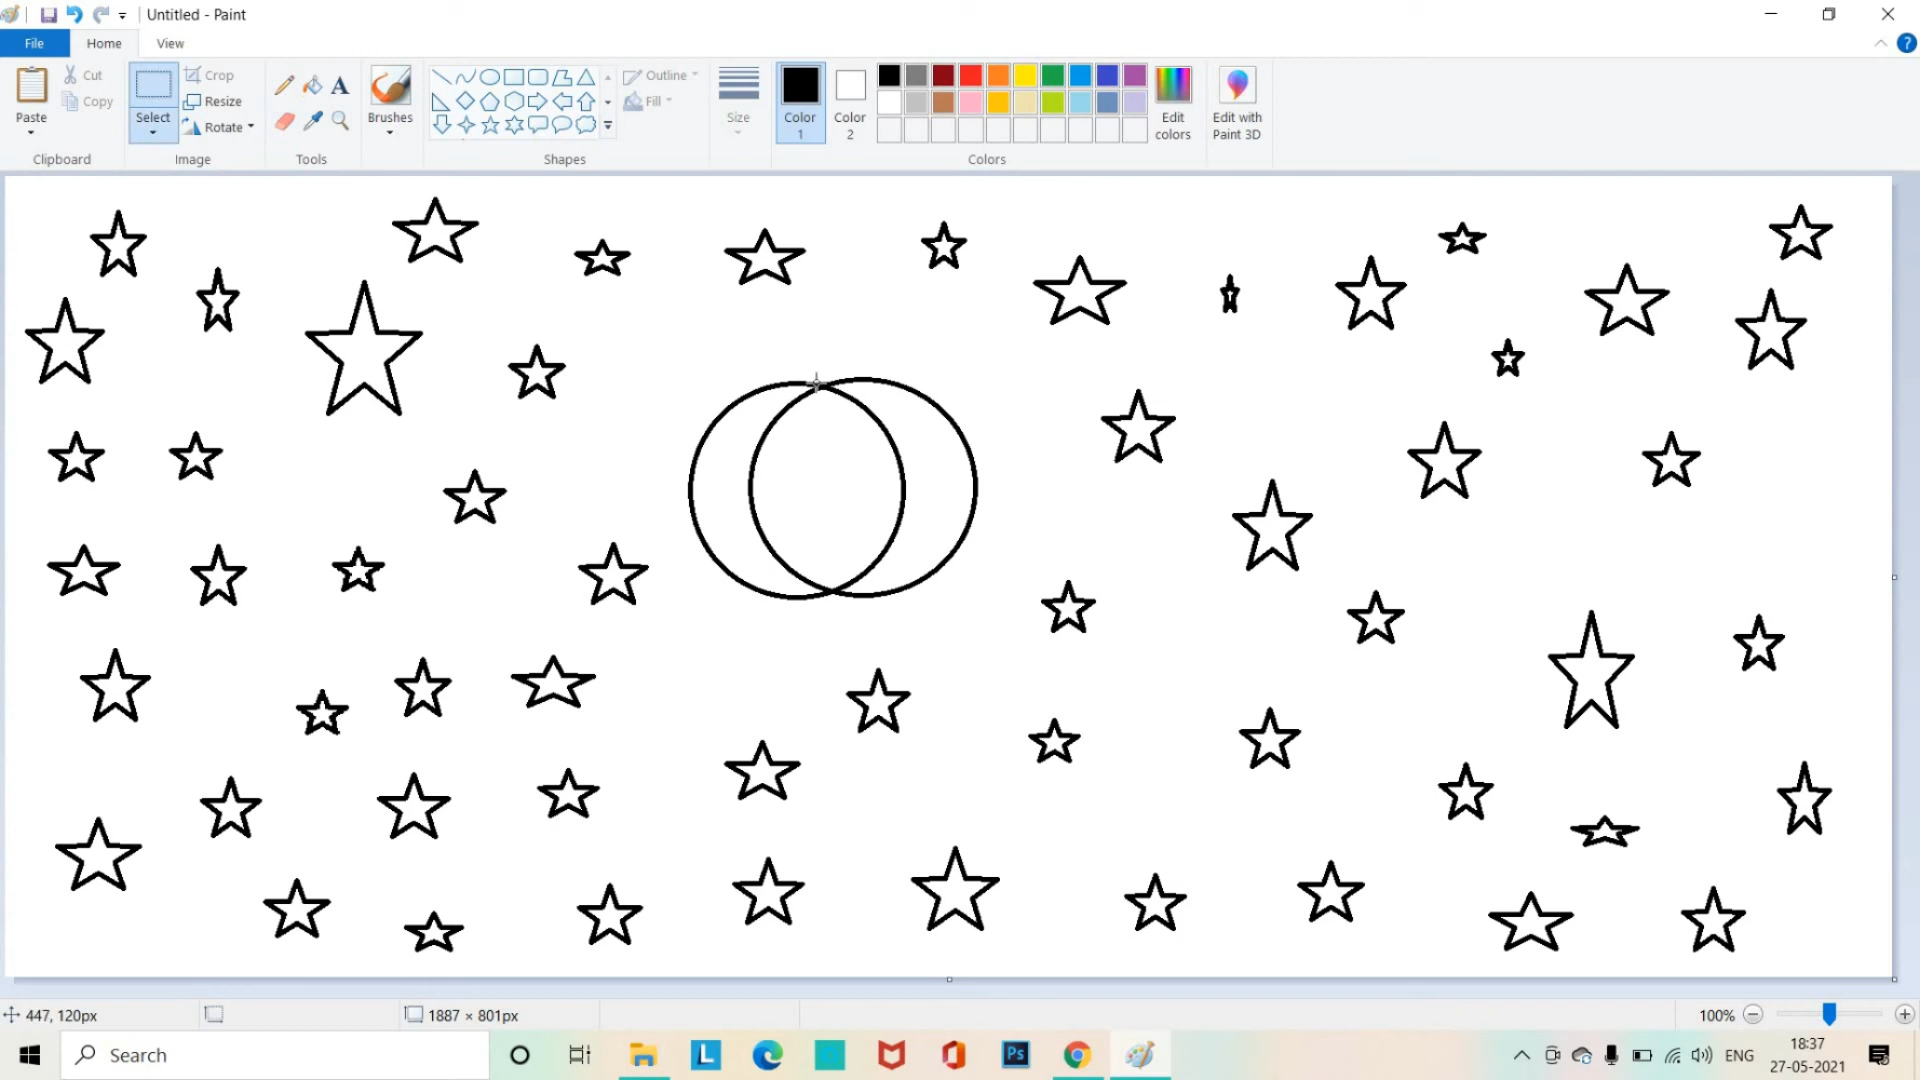 Untitled - Paint
File Home View
Cut Crop Outline
Copy Resize Fill
Paste Select Rotate Brushes Size Color 1 Color 2 Edit colors Edit with Paint 3D
Clipboard Image Tools Shapes Colors
447, 120px 1887 × 801px 100%
Search L Ps ENG 18:37
27-05-2021